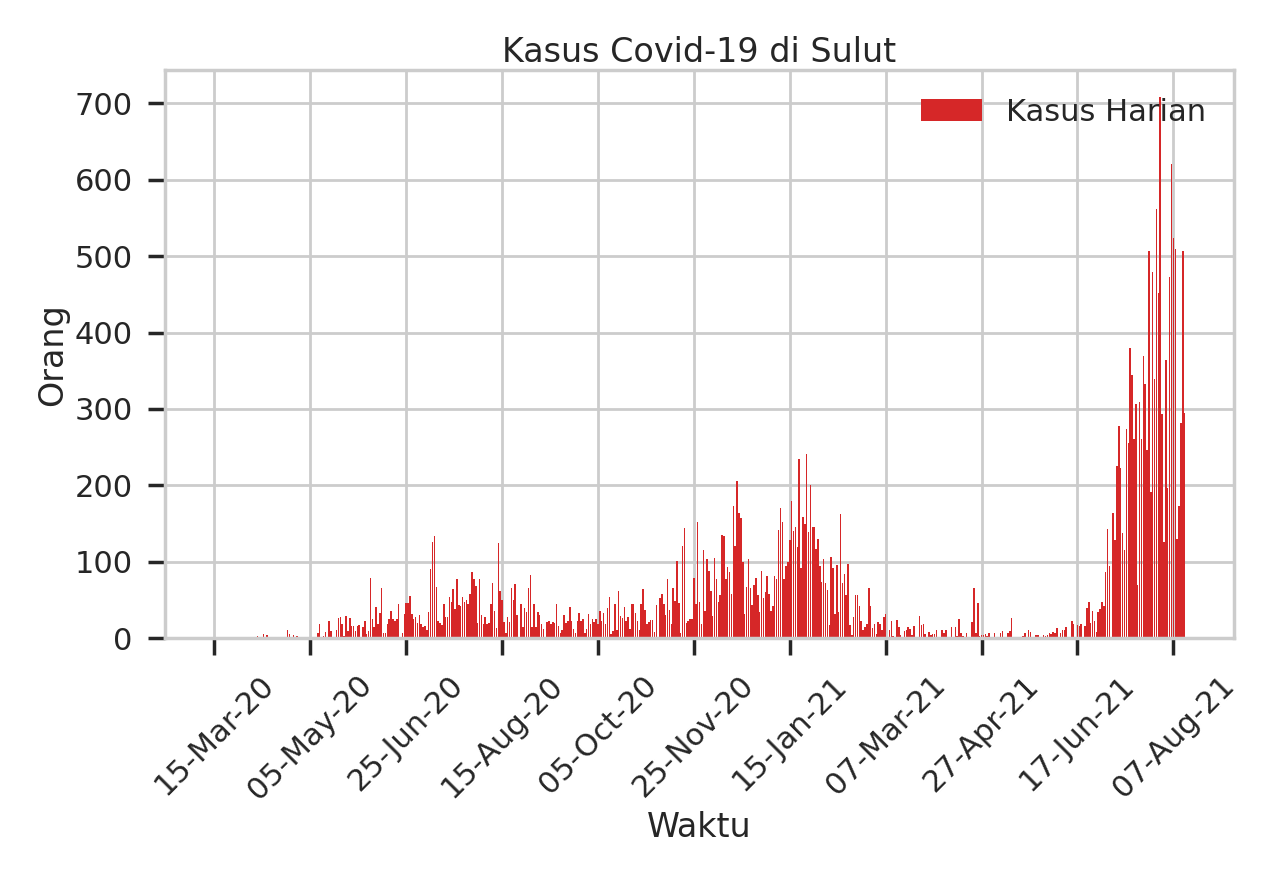 Kasus Covid-19 di Sulut
Kasus Harian
Orang
700
600
500
400
300
200
100
0
15-Mar-20
05-May-20
25-Jun-20
15-Aug-20
05-Oct-20
25-Nov-20
15-Jan-21
07-Mar-21
27-Apr-21
17-Jun-21
07-Aug-21
Waktu